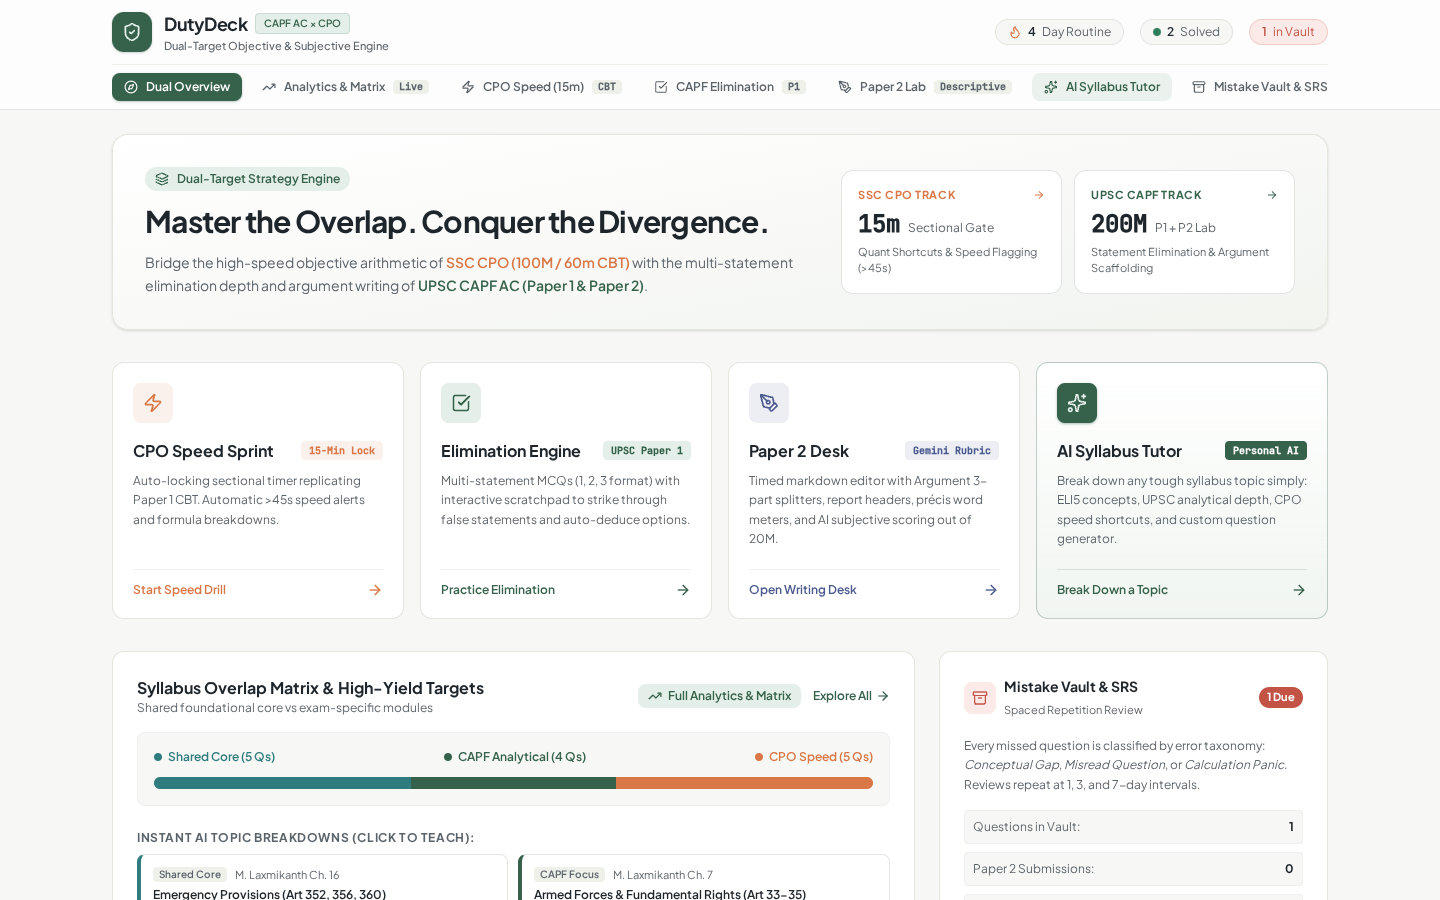 DutyDeck CAPF AC × CPO
Dual-Target Objective & Subjective Engine
4 Day Routine
2 Solved
1 in Vault
Dual Overview
Analytics & Matrix Live
CPO Speed (15m) CBT
CAPF Elimination P1
Paper 2 Lab Descriptive
AI Syllabus Tutor
Mistake Vault & SRS
Dual-Target Strategy Engine
Master the Overlap. Conquer the Divergence.
Bridge the high-speed objective arithmetic of SSC CPO (100M / 60m CBT) with the multi-statement
elimination depth and argument writing of UPSC CAPF AC (Paper 1 & Paper 2).
SSC CPO TRACK
15m Sectional Gate
Quant Shortcuts & Speed Flagging
(>45s)
UPSC CAPF TRACK
200M P1 + P2 Lab
Statement Elimination & Argument
Scaffolding
CPO Speed Sprint 15-Min Lock
Auto-locking sectional timer replicating
Paper 1 CBT. Automatic >45s speed alerts
and formula breakdowns.
Start Speed Drill
Elimination Engine UPSC Paper 1
Multi-statement MCQs (1, 2, 3 format) with
interactive scratchpad to strike through
false statements and auto-deduce options.
Practice Elimination
Paper 2 Desk Gemini Rubric
Timed markdown editor with Argument 3-
part splitters, report headers, précis word
meters, and AI subjective scoring out of
20M.
Open Writing Desk
AI Syllabus Tutor Personal AI
Break down any tough syllabus topic simply:
ELI5 concepts, UPSC analytical depth, CPO
speed shortcuts, and custom question
generator.
Break Down a Topic
Syllabus Overlap Matrix & High-Yield Targets
Shared foundational core vs exam-specific modules
Full Analytics & Matrix
Explore All
Shared Core (5 Qs)
CAPF Analytical (4 Qs)
CPO Speed (5 Qs)
INSTANT AI TOPIC BREAKDOWNS (CLICK TO TEACH):
Shared Core M. Laxmikanth Ch. 16
Emergency Provisions (Art 352, 356, 360)
CAPF Focus M. Laxmikanth Ch. 7
Armed Forces & Fundamental Rights (Art 33-35)
Mistake Vault & SRS
Spaced Repetition Review
1 Due
Every missed question is classified by error taxonomy:
Conceptual Gap, Misread Question, or Calculation Panic.
Reviews repeat at 1, 3, and 7-day intervals.
Questions in Vault: 1
Paper 2 Submissions: 0